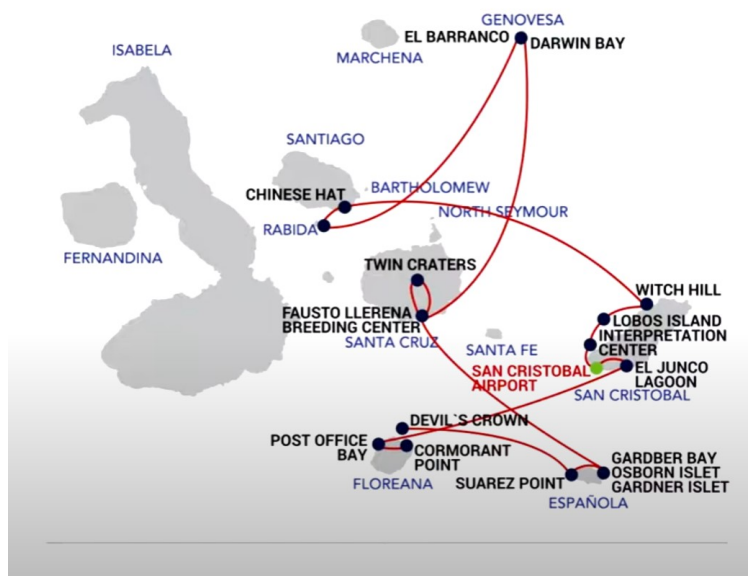 GENOVESA
EL BARRANCO
DARWIN BAY
ISABELA
MARCHENA
SANTIAGO
CHINESE HAT
BARTHOLOMEW
RABIDA
NORTH SEYMOUR
FERNANDINA
TWIN CRATERS
WITCH HILL
FAUSTO LLERENA
BREEDING CENTER
SANTA CRUZ
LOBOS ISLAND
INTERPRETATION
CENTER
SANTA FE
SAN CRISTOBAL
AIRPORT
EL JUNCO
LAGOON
SAN CRISTOBAL
DEVIL`S CROWN
POST OFFICE
BAY
CORMORANT
POINT
FLOREANA
SUAREZ POINT
GARDBER BAY
OSBORN ISLET
GARDNER ISLET
ESPAÑOLA